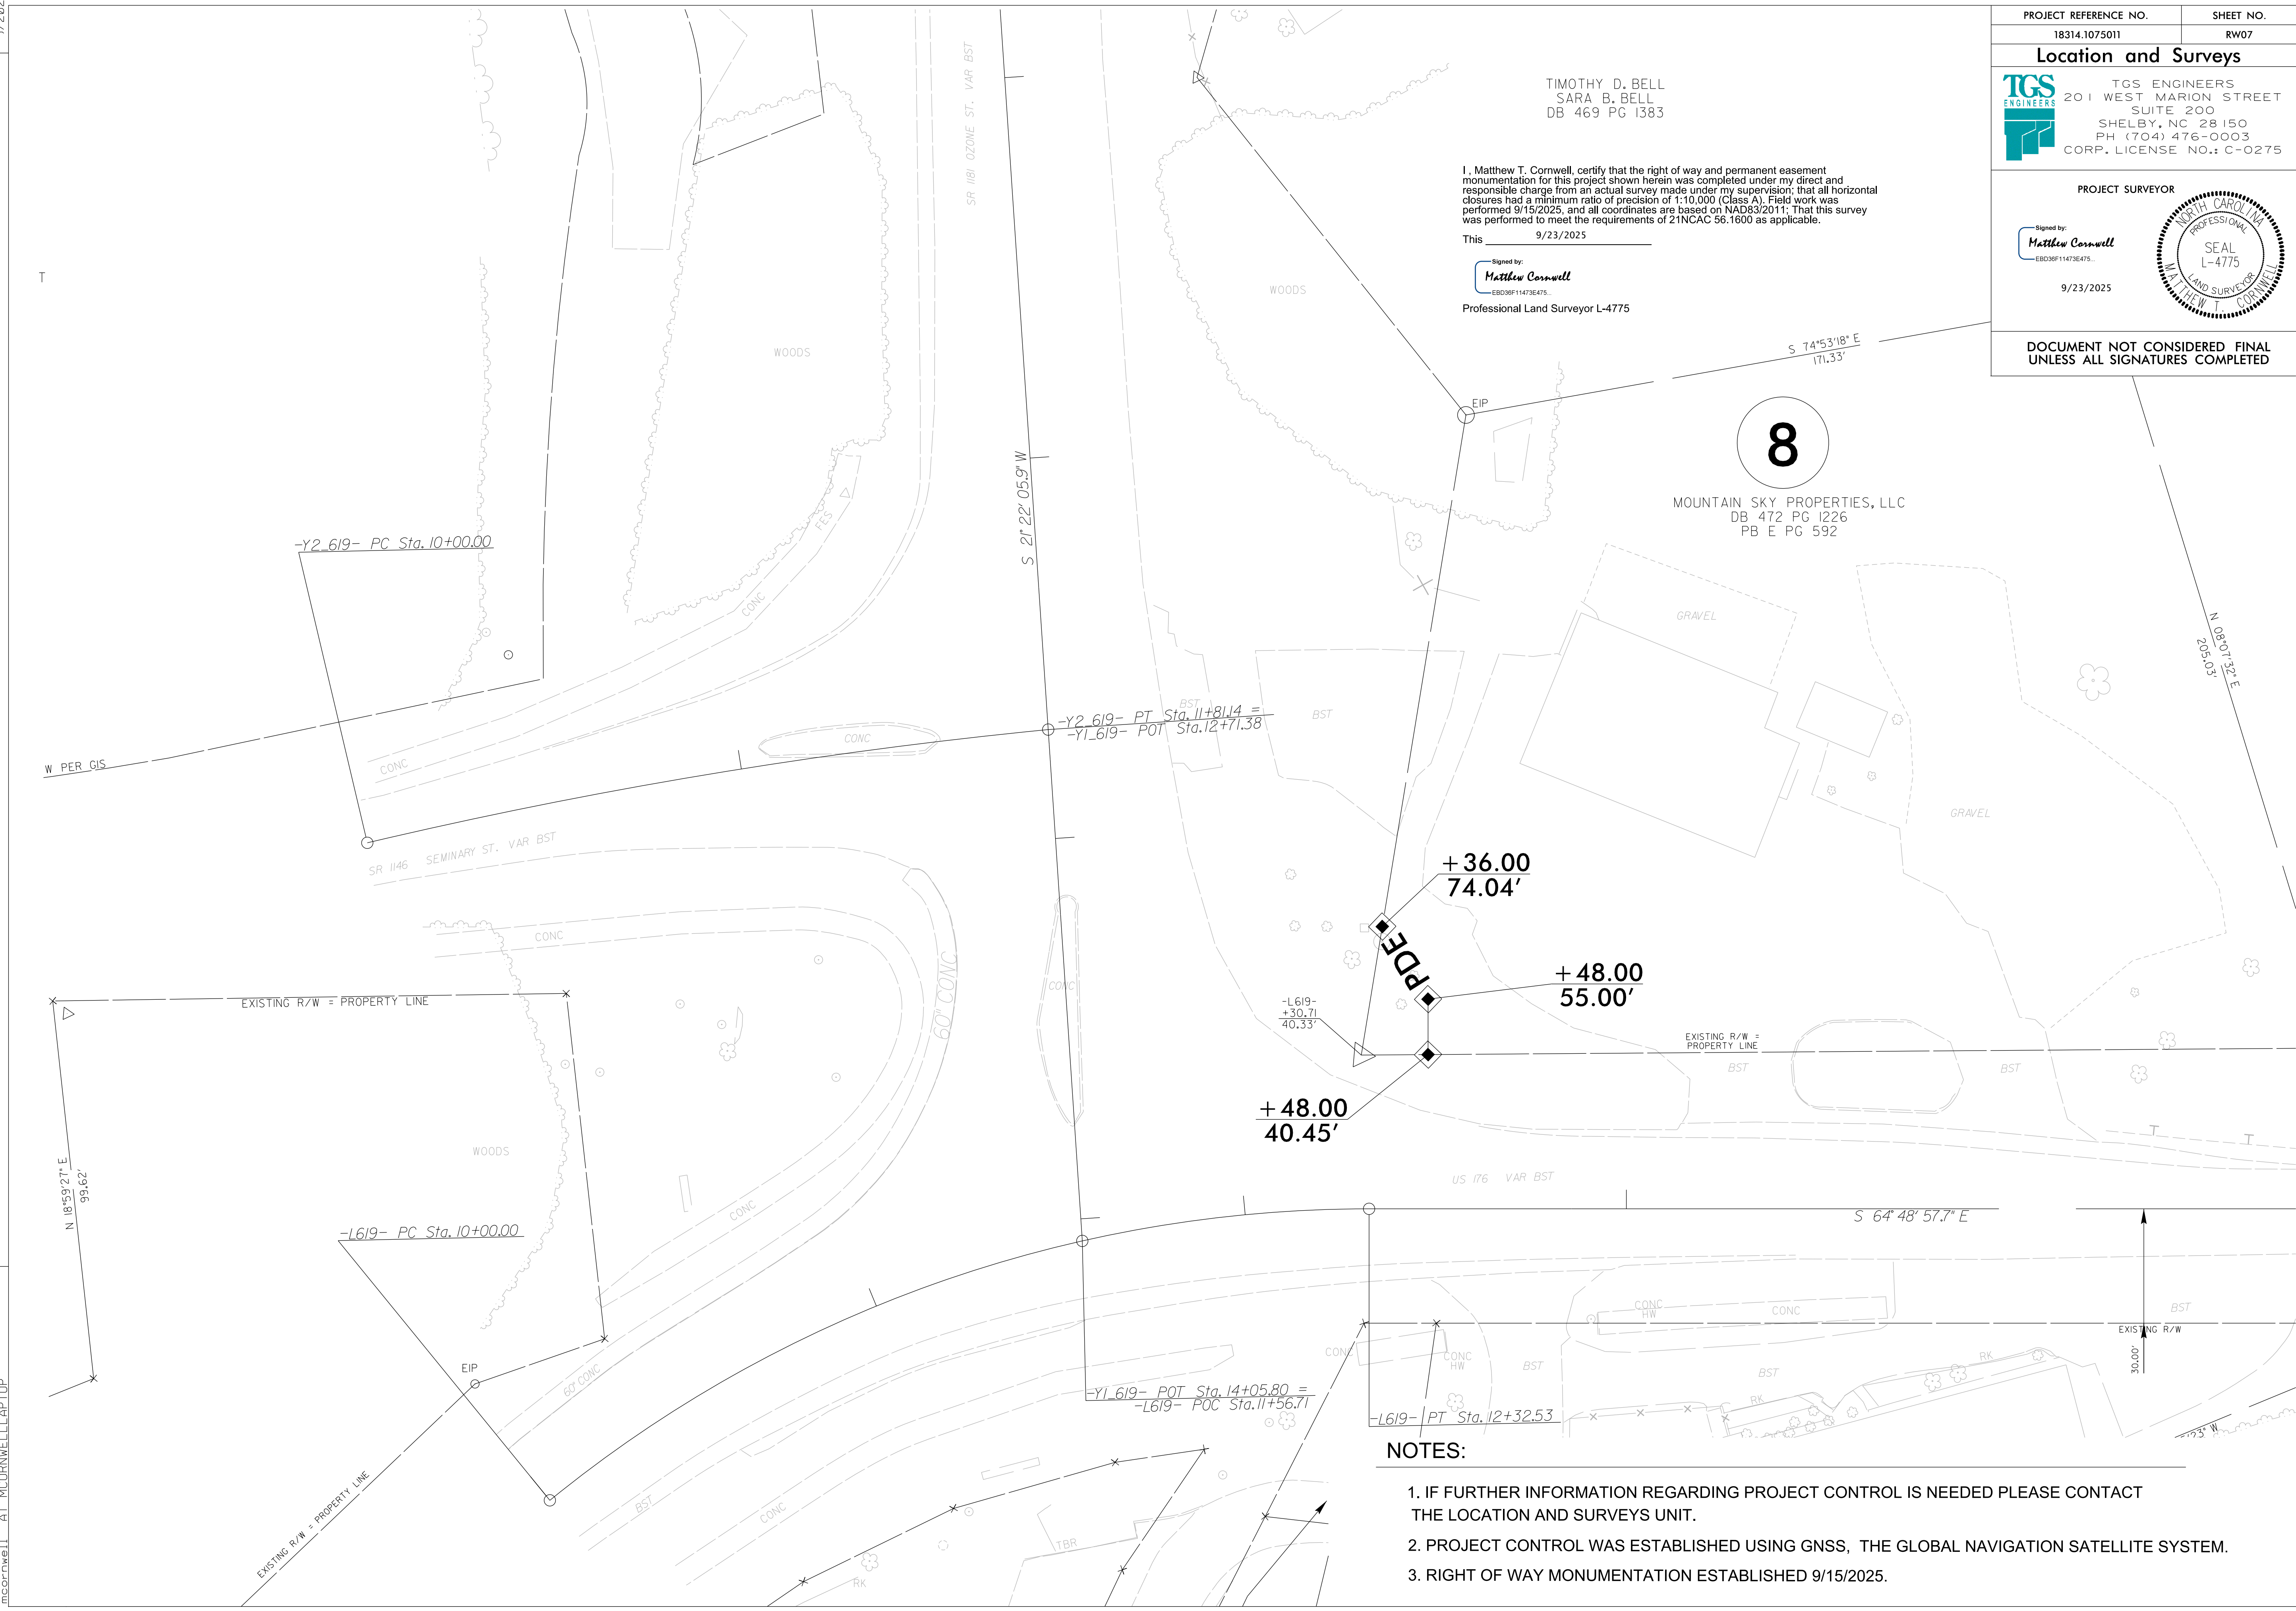 PROJECT REFERENCE NO. SHEET NO.
18314.1075011 RW07
Location and Surveys
TGS
ENGINEERS
TGS ENGINEERS
201 WEST MARION STREET
SUITE 200
SHELBY, NC 28150
PH (704) 476-0003
CORP. LICENSE NO.: C-0275
PROJECT SURVEYOR
Signed by:
Matthew Cornwell
EBD36F11473E475...
9/23/2025
NORTH CAROLINA
PROFESSIONAL
SEAL
L-4775
LAND SURVEYOR
MATTHEW T. CORNWELL
DOCUMENT NOT CONSIDERED FINAL
UNLESS ALL SIGNATURES COMPLETED
TIMOTHY D. BELL
SARA B. BELL
DB 469 PG 1383
I , Matthew T. Cornwell, certify that the right of way and permanent easement
monumentation for this project shown herein was completed under my direct and
responsible charge from an actual survey made under my supervision; that all horizontal
closures had a minimum ratio of precision of 1:10,000 (Class A). Field work was
performed 9/15/2025, and all coordinates are based on NAD83/2011; That this survey
was performed to meet the requirements of 21NCAC 56.1600 as applicable.
This 9/23/2025
Signed by:
Matthew Cornwell
EBD36F11473E475...
Professional Land Surveyor L-4775
SR 1181 OZONE ST. VAR BST
T
WOODS
WOODS
S 74°53'18" E
171.33'
EIP
8
MOUNTAIN SKY PROPERTIES, LLC
DB 472 PG 1226
PB E PG 592
S 21° 22' 05.9" W
FES
-Y2_619- PC Sta. 10+00.00
CONC
GRAVEL
N 08°07'32" E
205.03'
BST
BST
-Y2_619- PT Sta. 11+81.14 =
-Y1_619- POT Sta. 12+71.38
CONC
W PER GIS
CONC
GRAVEL
SR 1146 SEMINARY ST. VAR BST
+36.00
74.04'
PDE
CONC
60" CONC
CONC
+48.00
55.00'
EXISTING R/W = PROPERTY LINE
-L619-
+30.71
40.33'
EXISTING R/W =
PROPERTY LINE
BST
BST
+48.00
40.45'
WOODS
T
T
US 176 VAR BST
N 18°59'27" E
99.62'
CONC
S 64° 48' 57.7" E
-L619- PC Sta. 10+00.00
CONC
HW
CONC
BST
EXISTING R/W
30.00'
CONC
CONC
HW
BST
BST
RK
RK
EIP
60" CONC
-Y1_619- POT Sta. 14+05.80 =
-L619- POC Sta. 11+56.71
-L619- PT Sta. 12+32.53
23" W
EXISTING R/W = PROPERTY LINE
BST
CONC
TBR
RK
NOTES:
1. IF FURTHER INFORMATION REGARDING PROJECT CONTROL IS NEEDED PLEASE CONTACT
THE LOCATION AND SURVEYS UNIT.
2. PROJECT CONTROL WAS ESTABLISHED USING GNSS, THE GLOBAL NAVIGATION SATELLITE SYSTEM.
3. RIGHT OF WAY MONUMENTATION ESTABLISHED 9/15/2025.
mcornwell AT MCORNWELLLAPTOP